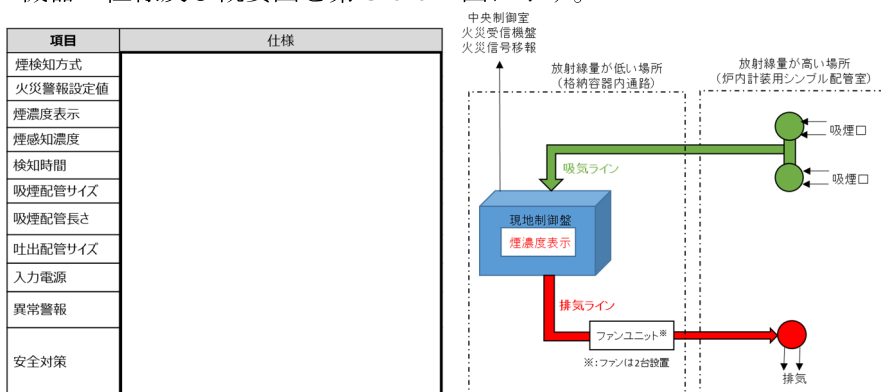 項目 仕様
煙検知方式
火災警報設定値
煙濃度表示
煙感知濃度
検知時間
吸煙配管サイズ
吸煙配管長さ
吐出配管サイズ
入力電源
異常警報
安全対策
中央制御室
火災受信機盤
火災信号移報
放射線量が低い場所
(格納容器内通路)
放射線量が高い場所
(炉内計装用シンブル配管室)
吸煙口
吸煙口
吸気ライン
現地制御盤
煙濃度表示
排気ライン
ファンユニット※
※:ファンは2台設置
排気